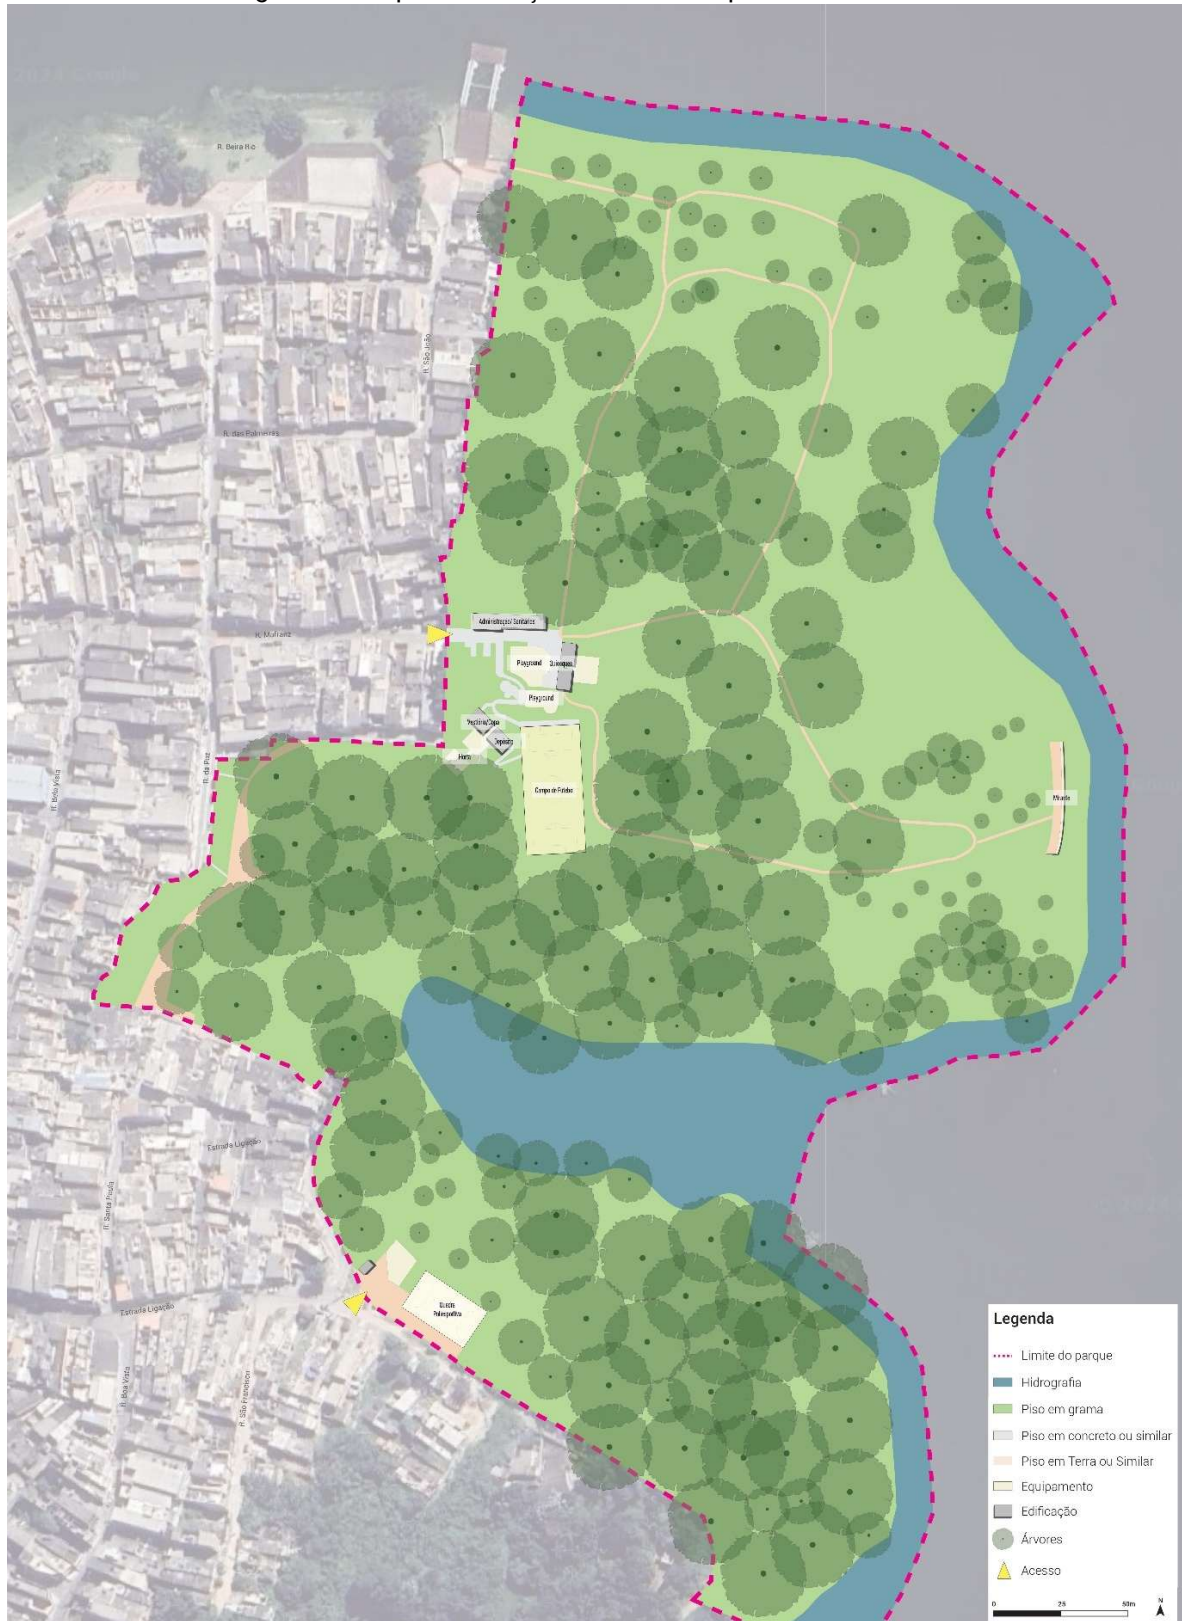 R. Beira Rio
R. São João
R. das Palmeiras
R. Mariana
Administração/ Sanitários
Playground
Quiosques
Playground
Vestiário/Copa
Depósito
Horta
Campo de Futebol
Mirante
R. da Paz
R. Bela Vista
Estrada Ligação
R. Santa Paula
Estrada Ligação
R. Boa Vista
R. São Francisco
Quadra
Poliesportiva
Legenda
Limite do parque
Hidrografia
Piso em grama
Piso em concreto ou similar
Piso em Terra ou Similar
Equipamento
Edificação
Árvores
Acesso
0 25 50m
N